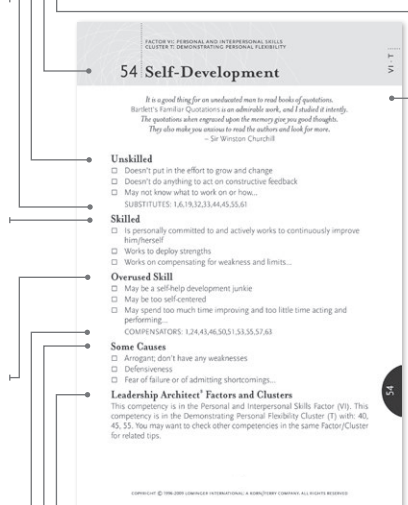 FACTOR VI: PERSONAL AND INTERPERSONAL SKILLS
CLUSTER T: DEMONSTRATING PERSONAL FLEXIBILITY
VI - T
54 Self-Development
It is a good thing for an uneducated man to read books of quotations.
Bartlett's Familiar Quotations is an admirable work, and I studied it intently.
The quotations when engraved upon the memory give you good thoughts.
They also make you anxious to read the authors and look for more.
– Sir Winston Churchill
Unskilled
☐ Doesn't put in the effort to grow and change
☐ Doesn't do anything to act on constructive feedback
☐ May not know what to work on or how...
SUBSTITUTES: 1,6,19,32,33,44,45,55,61
Skilled
☐ Is personally committed to and actively works to continuously improve
him/herself
☐ Works to deploy strengths
☐ Works on compensating for weakness and limits...
Overused Skill
☐ May be a self-help development junkie
☐ May be too self-centered
☐ May spend too much time improving and too little time acting and
performing...
COMPENSATORS: 1,24,43,46,50,51,53,55,57,63
Some Causes
☐ Arrogant; don't have any weaknesses
☐ Defensiveness
☐ Fear of failure or of admitting shortcomings...
54
Leadership Architect® Factors and Clusters
This competency is in the Personal and Interpersonal Skills Factor (VI). This
competency is in the Demonstrating Personal Flexibility Cluster (T) with: 40,
45, 55. You may want to check other competencies in the same Factor/Cluster
for related tips.
COPYRIGHT © 1996-2009 LOMINGER INTERNATIONAL: A KORN/FERRY COMPANY. ALL RIGHTS RESERVED